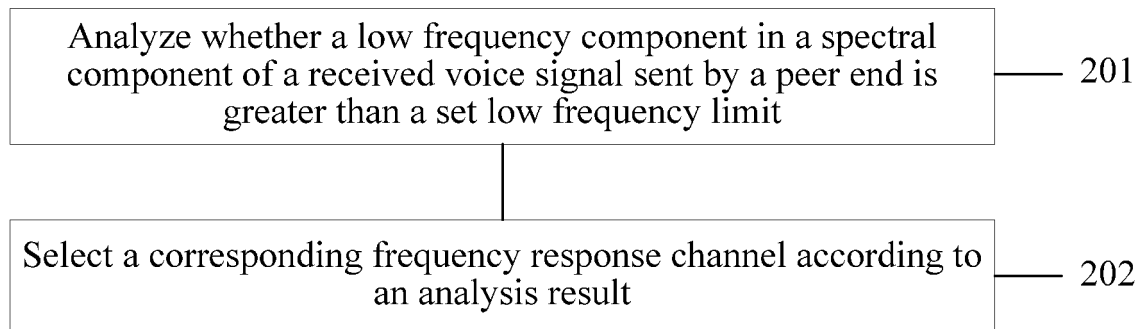 Analyze whether a low frequency component in a spectral
component of a received voice signal sent by a peer end is
greater than a set low frequency limit
201
Select a corresponding frequency response channel according to
an analysis result
202